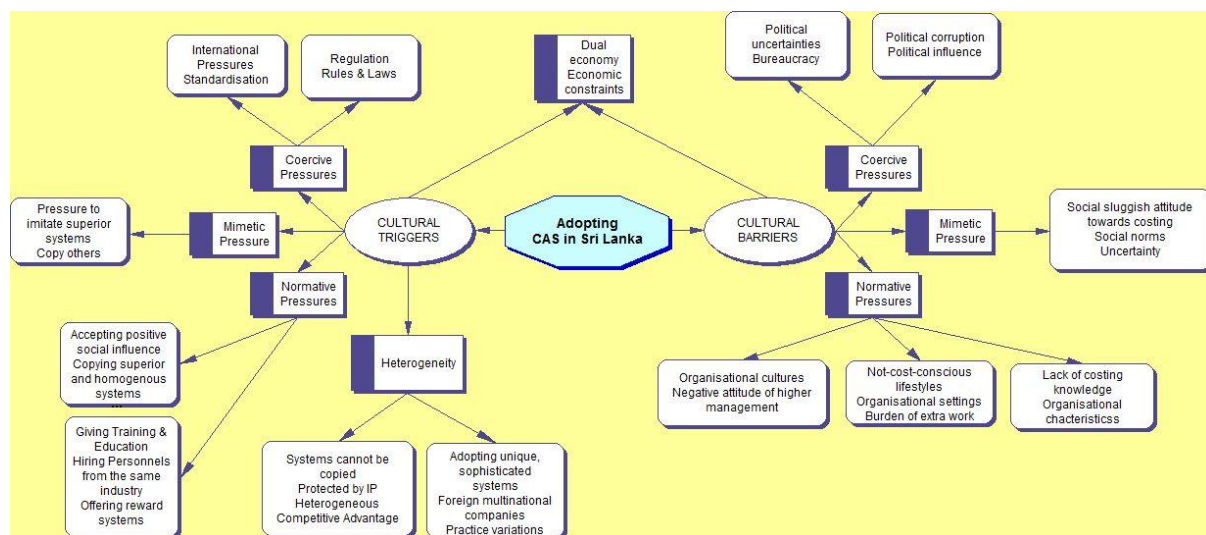 International
Pressures
Standardisation
Regulation
Rules & Laws
Dual
economy
Economic
constraints
Political
uncertainties
Bureaucracy
Political corruption
Political influence
Coercive
Pressures
Coercive
Pressures
Pressure to
imitate superior
systems
Copy others
Mimetic
Pressure
CULTURAL
TRIGGERS
Adopting
CAS in Sri Lanka
CULTURAL
BARRIERS
Mimetic
Pressure
Social sluggish attitude
towards costing
Social norms
Uncertainty
Normative
Pressures
Normative
Pressures
Accepting positive
social influence
Copying superior
and homogenous
systems
...
Heterogeneity
Organisational cultures
Negative attitude of higher
management
Not-cost-conscious
lifestyles
Organisational settings
Burden of extra work
Lack of costing
knowledge
Organisational
chacteristicss
Giving Training &
Education
Hiring Personnels
from the same
industry
Offering reward
systems
Systems cannot be
copied
Protected by IP
Heterogeneous
Competitive Advantage
Adopting unique,
sophisticated
systems
Foreign multinational
companies
Practice variations